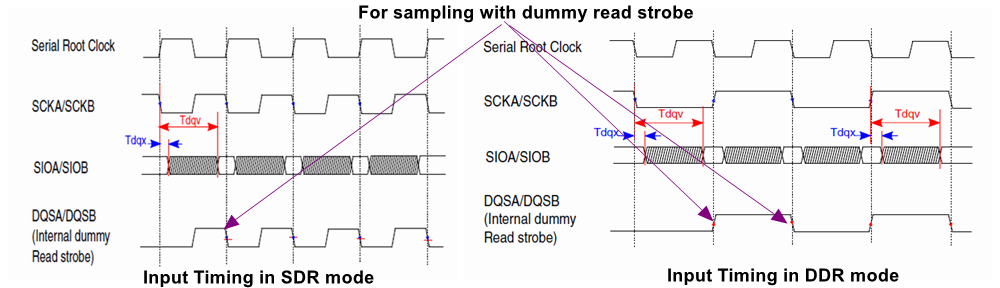 For sampling with dummy read strobe
Serial Root Clock
SCKA/SCKB
Tdqv
Tdqx
SIOA/SIOB
DQSA/DQSB
(Internal dummy
Read strobe)
Input Timing in SDR mode
Serial Root Clock
SCKA/SCKB
Tdqv
Tdqv
Tdqx
Tdqx
SIOA/SIOB
DQSA/DQSB
(Internal dummy
Read strobe)
Input Timing in DDR mode